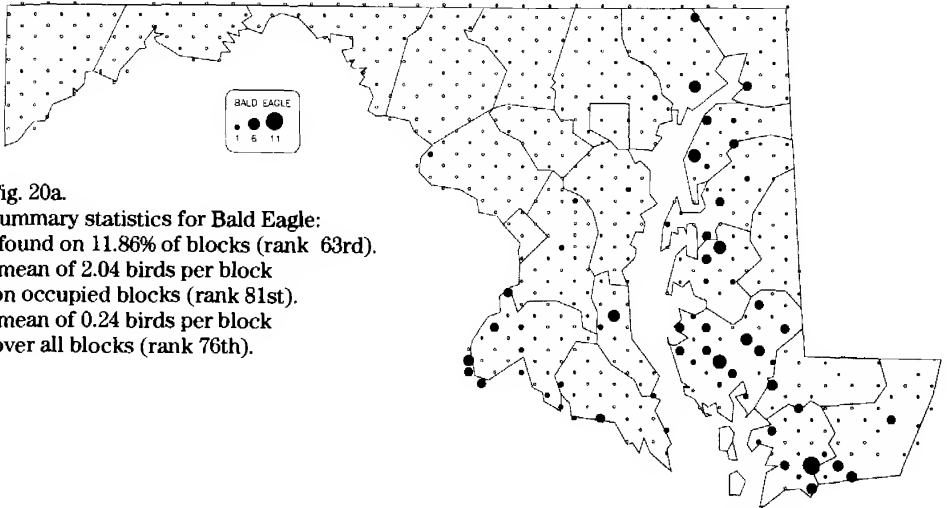 BALD EAGLE
1 6 11
ig. 20a.
ummary statistics for Bald Eagle:
found on 11.86% of blocks (rank 63rd).
mean of 2.04 birds per block
on occupied blocks (rank 81st).
mean of 0.24 birds per block
over all blocks (rank 76th).